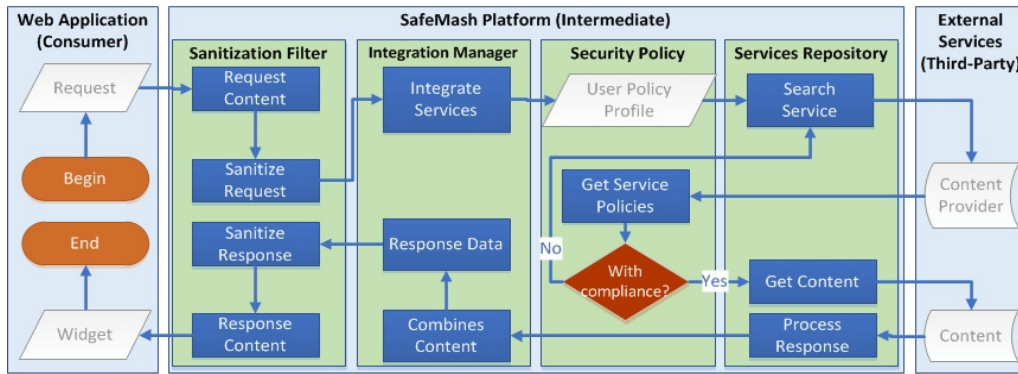 Web Application
(Consumer)
SafeMash Platform (Intermediate)
External
Services
(Third-Party)
Sanitization Filter
Integration Manager
Security Policy
Services Repository
Request
Request
Content
Integrate
Services
User Policy
Profile
Search
Service
Begin
Sanitize
Request
Get Service
Policies
Content
Provider
End
Sanitize
Response
Response Data
No
With
compliance?
Yes
Get Content
Widget
Response
Content
Combines
Content
Process
Response
Content